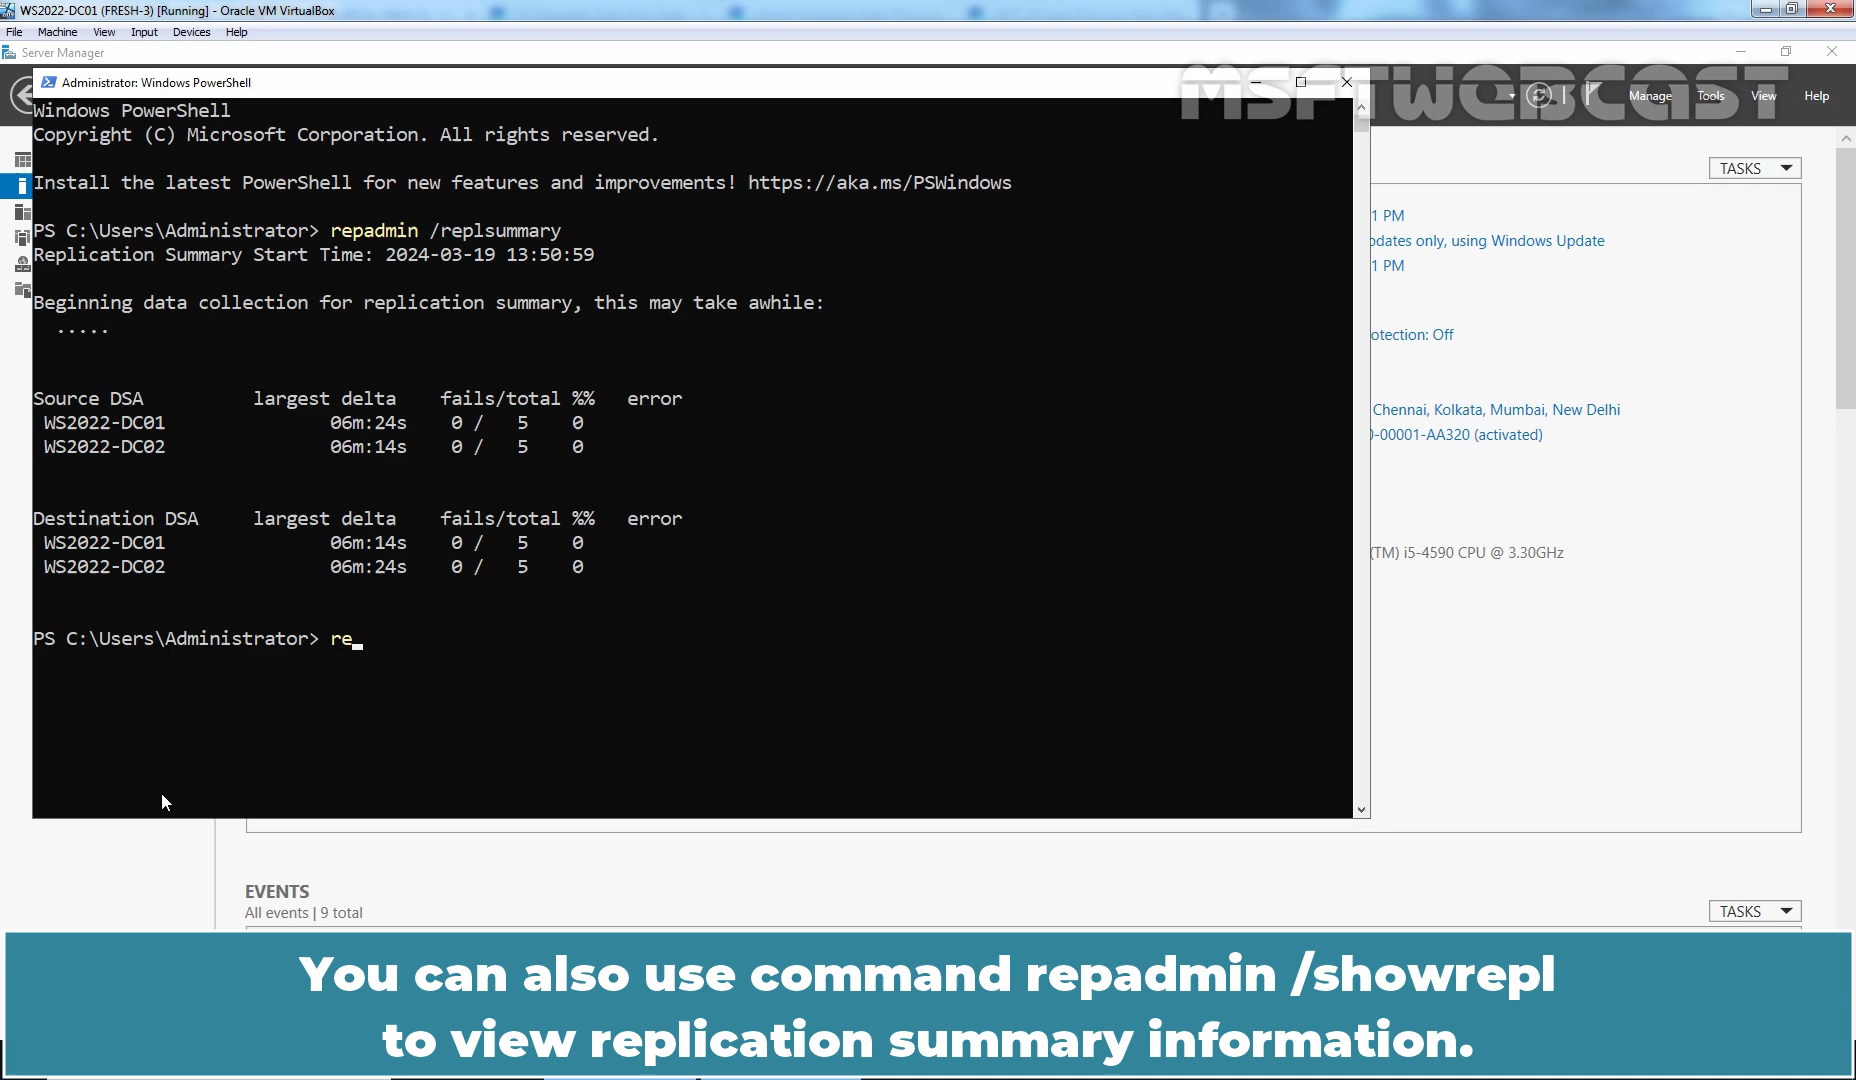 WS2022-DC01 (FRESH-3) [Running] - Oracle VM VirtualBox
File Machine View Input Devices Help
Server Manager
Administrator: Windows PowerShell
MSFTWEBCAST
Manage Tools View Help
Windows PowerShell
Copyright (C) Microsoft Corporation. All rights reserved.
Install the latest PowerShell for new features and improvements! https://aka.ms/PSWindows
PS C:\Users\Administrator> repadmin /replsummary
Replication Summary Start Time: 2024-03-19 13:50:59
Beginning data collection for replication summary, this may take awhile:
.....
Source DSA largest delta fails/total %% error
WS2022-DC01 06m:24s 0 / 5 0
WS2022-DC02 06m:14s 0 / 5 0
Destination DSA largest delta fails/total %% error
WS2022-DC01 06m:14s 0 / 5 0
WS2022-DC02 06m:24s 0 / 5 0
PS C:\Users\Administrator> re
TASKS
1 PM
updates only, using Windows Update
1 PM
otection: Off
Chennai, Kolkata, Mumbai, New Delhi
0-00001-AA320 (activated)
(TM) i5-4590 CPU @ 3.30GHz
EVENTS
All events | 9 total
TASKS
You can also use command repadmin /showrepl
to view replication summary information.